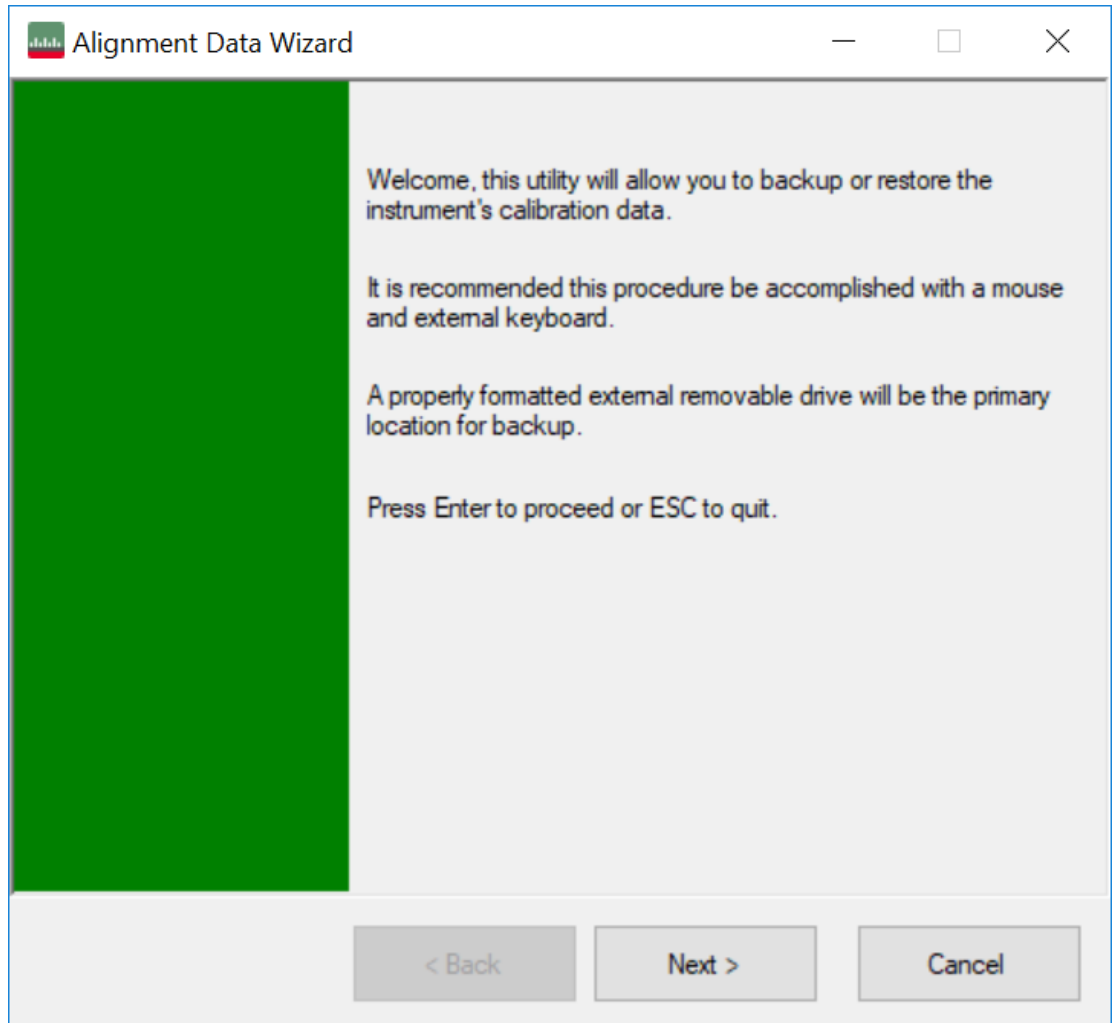 Alignment Data Wizard
Welcome, this utility will allow you to backup or restore the
instrument's calibration data.
It is recommended this procedure be accomplished with a mouse
and external keyboard.
A properly formatted external removable drive will be the primary
location for backup.
Press Enter to proceed or ESC to quit.
< Back
Next >
Cancel